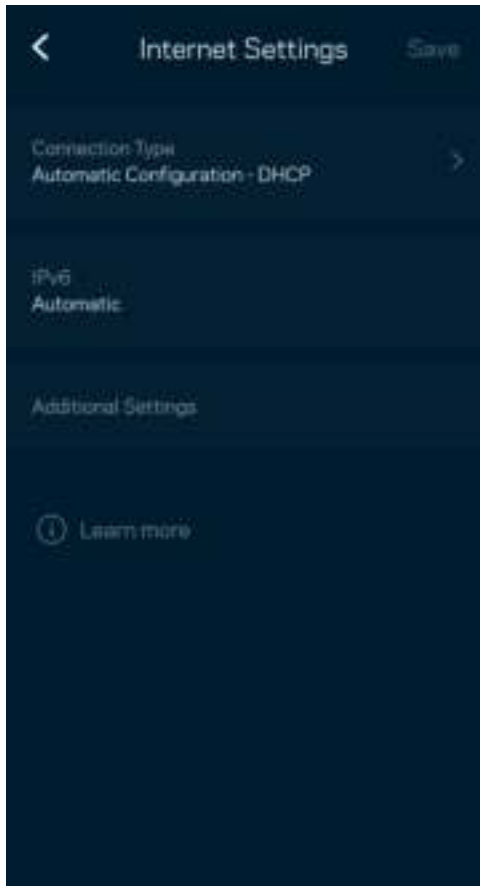 Internet Settings
Save
Connection Type
Automatic Configuration - DHCP
IPv6
Automatic
Additional Settings
Learn more